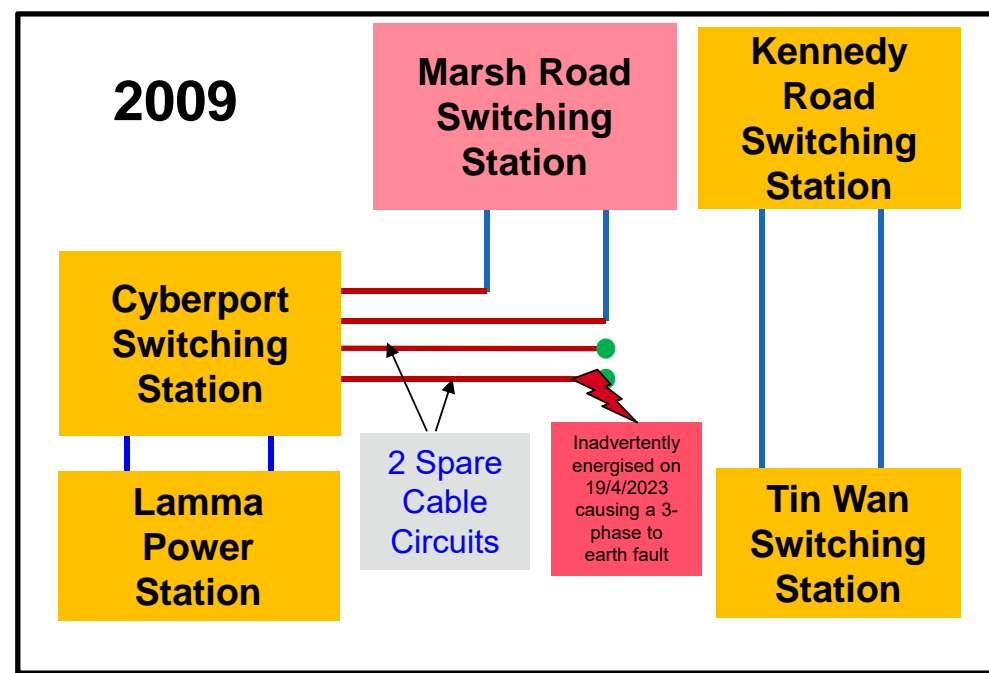 2009
Marsh Road
Switching
Station
Kennedy
Road
Switching
Station
Cyberport
Switching
Station
2 Spare
Cable
Circuits
Inadvertently
energised on
19/4/2023
causing a 3-
phase to
earth fault
Lamma
Power
Station
Tin Wan
Switching
Station